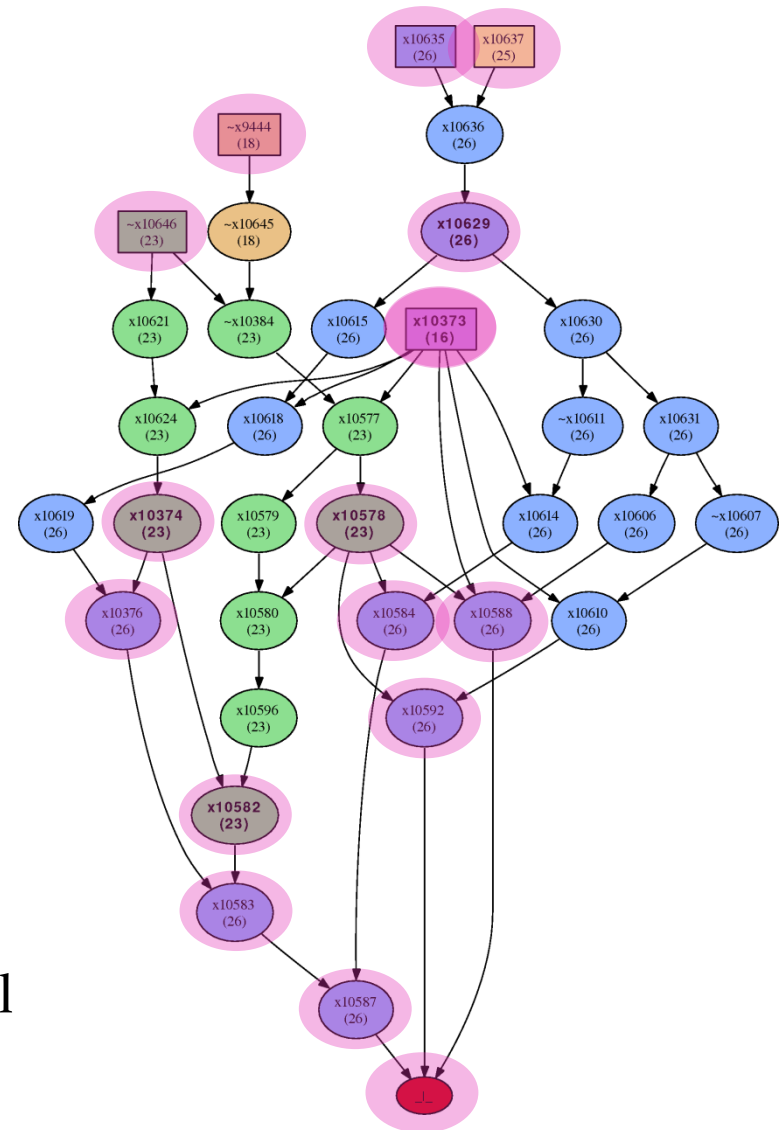 x10635
(26)
x10637
(25)
~x9444
(18)
x10636
(26)
~x10646
(23)
~x10645
(18)
x10629
(26)
x10621
(23)
~x10384
(23)
x10615
(26)
x10373
(16)
x10630
(26)
x10624
(23)
x10618
(26)
x10577
(23)
~x10611
(26)
x10631
(26)
x10619
(26)
x10374
(23)
x10579
(23)
x10578
(23)
x10614
(26)
x10606
(26)
~x10607
(26)
x10376
(26)
x10580
(23)
x10584
(26)
x10588
(26)
x10610
(26)
x10596
(23)
x10592
(26)
x10582
(23)
x10583
(26)
l
x10587
(26)
_|_